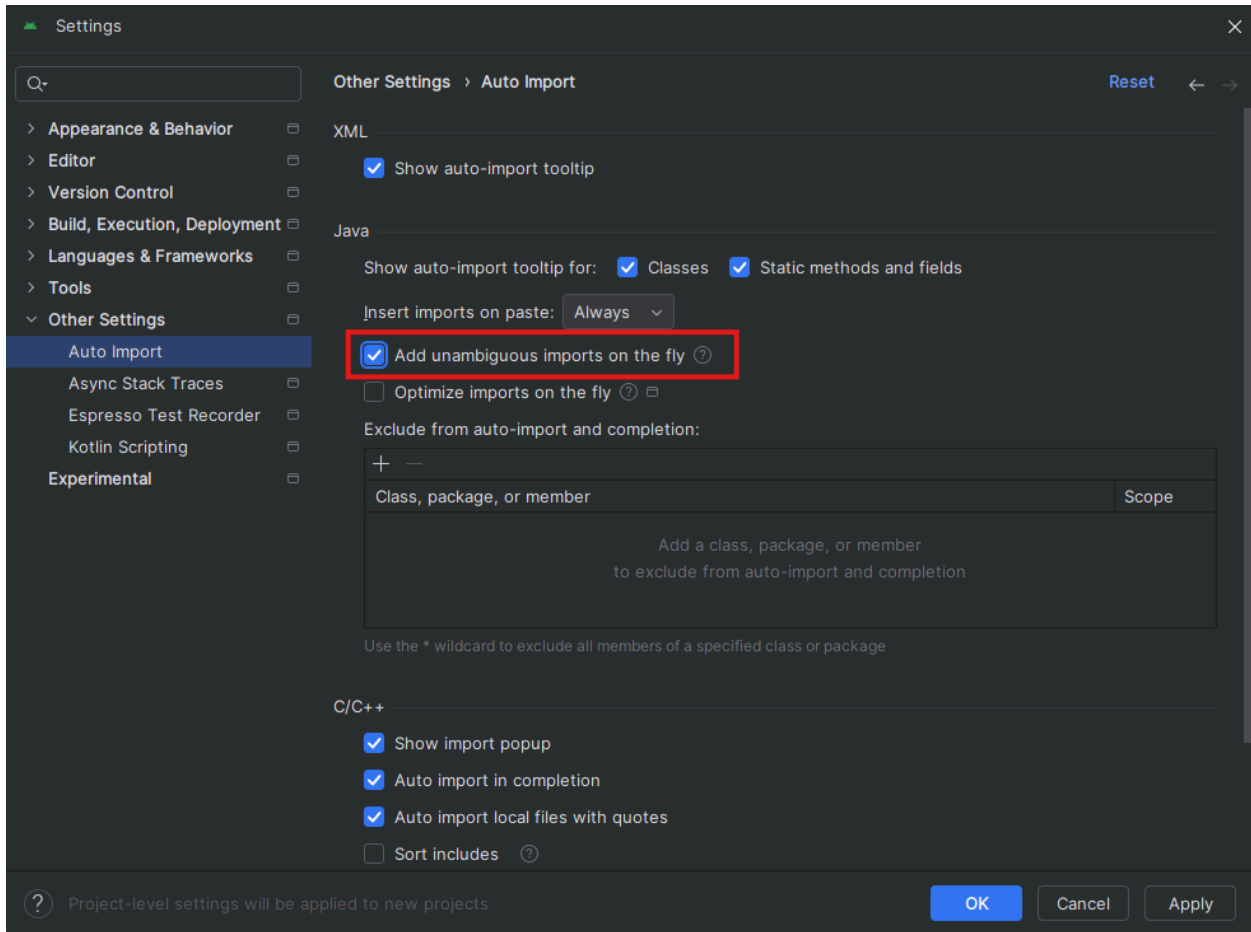 Settings
Other Settings › Auto Import
Reset
Appearance & Behavior
Editor
Version Control
Build, Execution, Deployment
Languages & Frameworks
Tools
Other Settings
Auto Import
Async Stack Traces
Espresso Test Recorder
Kotlin Scripting
Experimental
XML
Show auto-import tooltip
Java
Show auto-import tooltip for: Classes Static methods and fields
Insert imports on paste: Always
Add unambiguous imports on the fly ?
Optimize imports on the fly ?
Exclude from auto-import and completion:
Class, package, or member Scope
Add a class, package, or member
to exclude from auto-import and completion
Use the * wildcard to exclude all members of a specified class or package
C/C++
Show import popup
Auto import in completion
Auto import local files with quotes
Sort includes ?
? Project-level settings will be applied to new projects
OK Cancel Apply